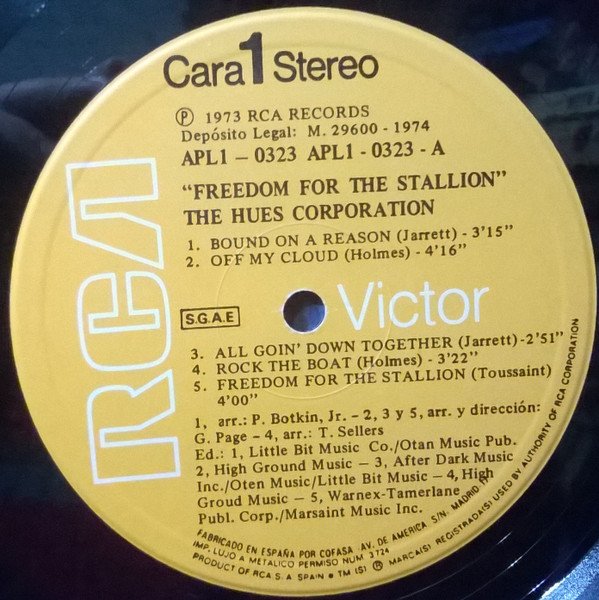 Cara 1 Stereo
Ⓟ 1973 RCA RECORDS
Depósito Legal: M. 29600 - 1974
APL1 – 0323 APL1 - 0323 - A
"FREEDOM FOR THE STALLION"
THE HUES CORPORATION
1. BOUND ON A REASON (Jarrett) - 3'15"
2. OFF MY CLOUD (Holmes) - 4'16"
RCA
S.G.A.E
Victor
3. ALL GOIN' DOWN TOGETHER (Jarrett) - 2'51"
4. ROCK THE BOAT (Holmes) - 3'22"
5. FREEDOM FOR THE STALLION (Toussaint)
4'00"
1, arr.: P. Botkin, Jr. – 2, 3 y 5, arr. y dirección:
G. Page – 4, arr.: T. Sellers
Ed.: 1, Little Bit Music Co./Otan Music Pub.
2, High Ground Music – 3, After Dark Music
Inc./Oten Music/Little Bit Music – 4, High
Groud Music – 5, Warnex-Tamerlane
Publ. Corp./Marsaint Music Inc.
FABRICADO EN ESPAÑA POR COFASA. AV. DE AMERICA, S/N. MADRID
IMP. LUJO A METALICO PERMISO NUM 3724
PRODUCT OF RCA S. A. SPAIN • TM (S) ® MARCA(S) REGISTRADA(S) USED BY AUTHORITY OF RCA CORPORATION